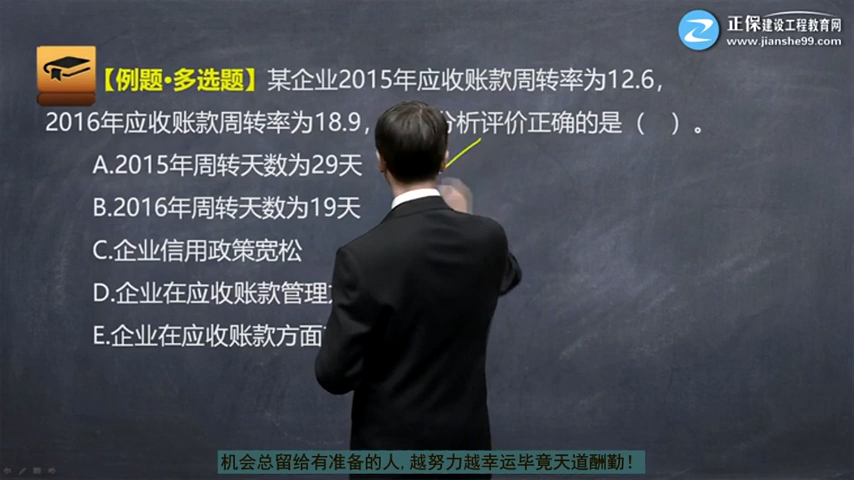 正保建设工程教育网
www.jianshe99.com
【例题·多选题】某企业2015年应收账款周转率为12.6，
2016年应收账款周转率为18.9， 分析评价正确的是（ ）。
A.2015年周转天数为29天
B.2016年周转天数为19天
C.企业信用政策宽松
D.企业在应收账款管理
E.企业在应收账款方面
机会总留给有准备的人,越努力越幸运毕竟天道酬勤!